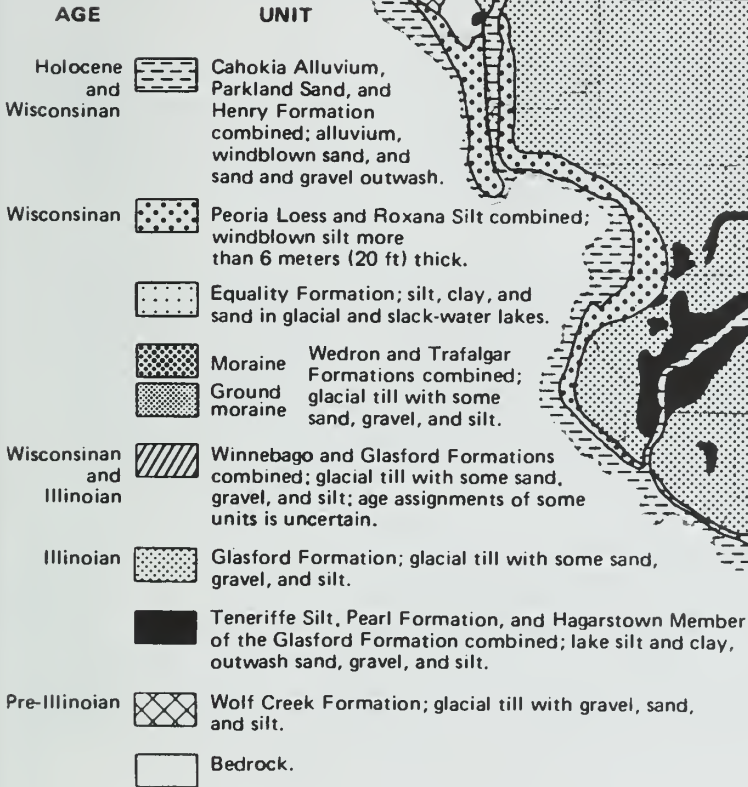 AGE UNIT
Holocene and Wisconsinan
Cahokia Alluvium,
Parkland Sand, and
Henry Formation
combined; alluvium,
windblown sand, and
sand and gravel outwash.
Wisconsinan
Peoria Loess and Roxana Silt combined;
windblown silt more
than 6 meters (20 ft) thick.
Equality Formation; silt, clay, and
sand in glacial and slack-water lakes.
Moraine
Ground
moraine
Wedron and Trafalgar
Formations combined;
glacial till with some
sand, gravel, and silt.
Wisconsinan
and
Illinoian
Winnebago and Glasford Formations
combined; glacial till with some sand,
gravel, and silt; age assignments of some
units is uncertain.
Illinoian
Glasford Formation; glacial till with some sand,
gravel, and silt.
Teneriffe Silt, Pearl Formation, and Hagarstown Member
of the Glasford Formation combined; lake silt and clay,
outwash sand, gravel, and silt.
Pre-Illinoian
Wolf Creek Formation; glacial till with gravel, sand,
and silt.
Bedrock.